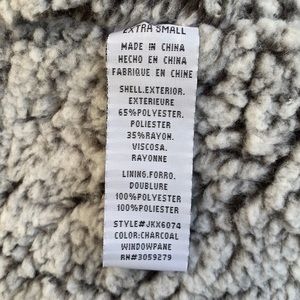 EXTRA SMALL
MADE IN CHINA
HECHO EN CHINA
FABRIQUE EN CHINE
SHELL.EXTERIOR.
EXTERIEURE
65%POLYESTER.
POLIESTER
35%RAYON.
VISCOSA.
RAYONNE
LINING.FORRO.
DOUBLURE
100%POLYESTER
100%POLIESTER
STYLE#JKX6074
COLOR:CHARCOAL
WINDOWPANE
RN#3059279